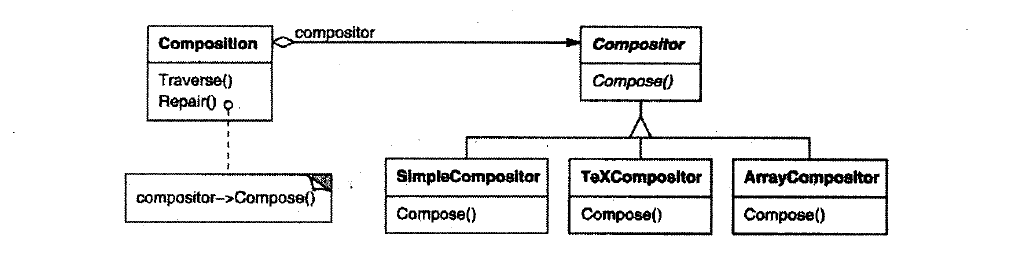 Composition
compositor
Compositor
Traverse()
Repair()
Compose()
compositor->Compose()
SimpleCompositor
TeXCompositor
ArrayCompositor
Compose()
Compose()
Compose()